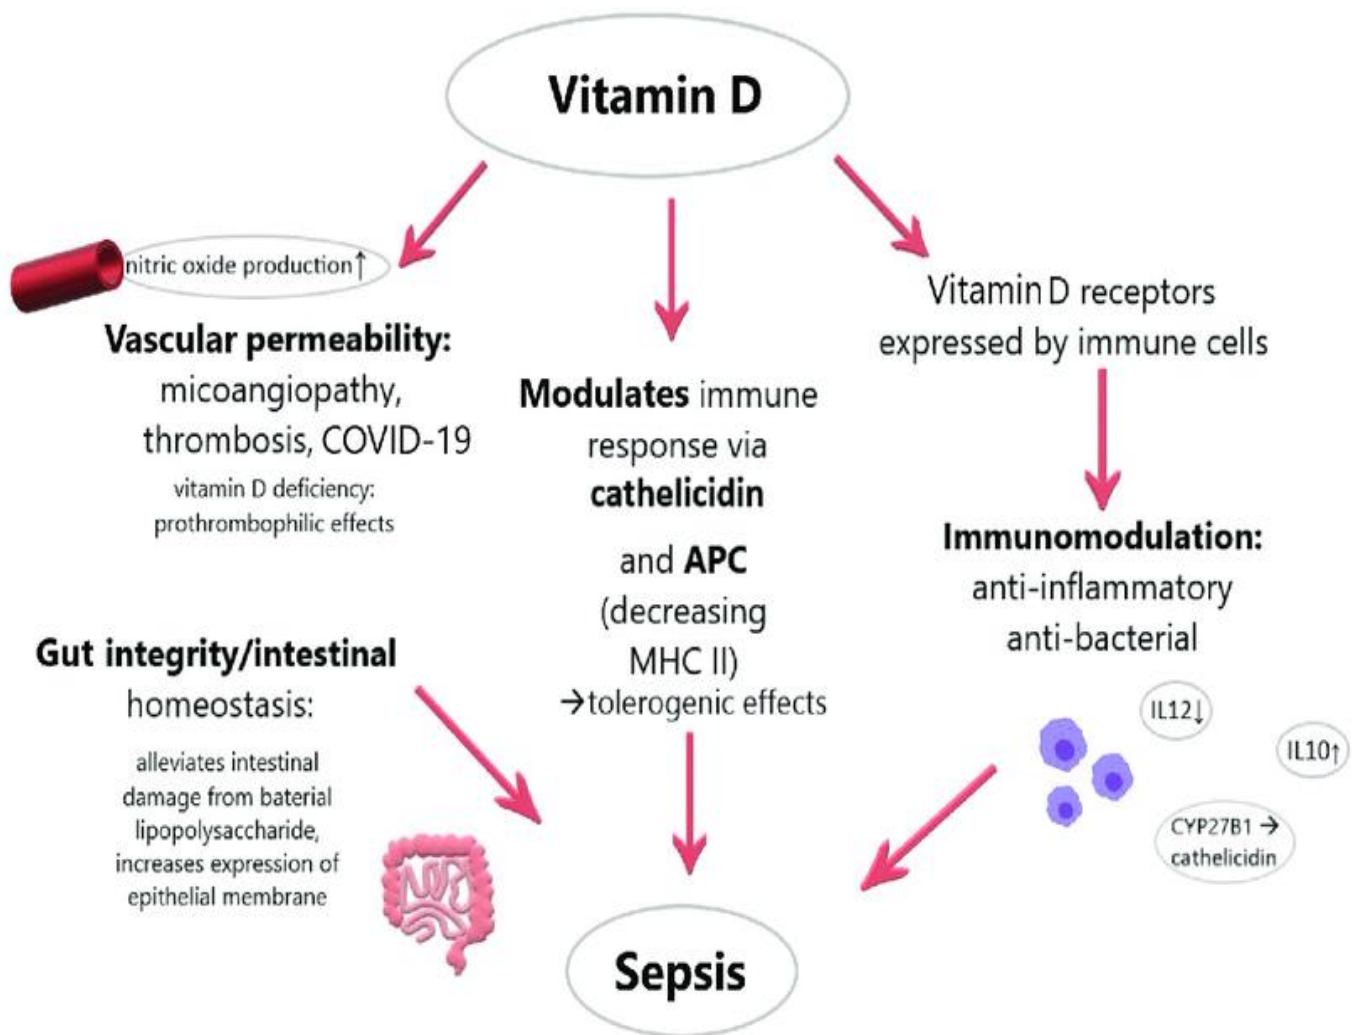 Vitamin D
nitric oxide production↑
Vascular permeability:
micoangiopathy,
thrombosis, COVID-19
vitamin D deficiency:
prothrombophilic effects
Gut integrity/intestinal
homeostasis:
alleviates intestinal
damage from baterial
lipopolysaccharide,
increases expression of
epithelial membrane
Modulates immune
response via
cathelicidin
and APC
(decreasing
MHC II)
→tolerogenic effects
Vitamin D receptors
expressed by immune cells
Immunomodulation:
anti-inflammatory
anti-bacterial
IL12↓
IL10↑
CYP27B1 →
cathelicidin
Sepsis